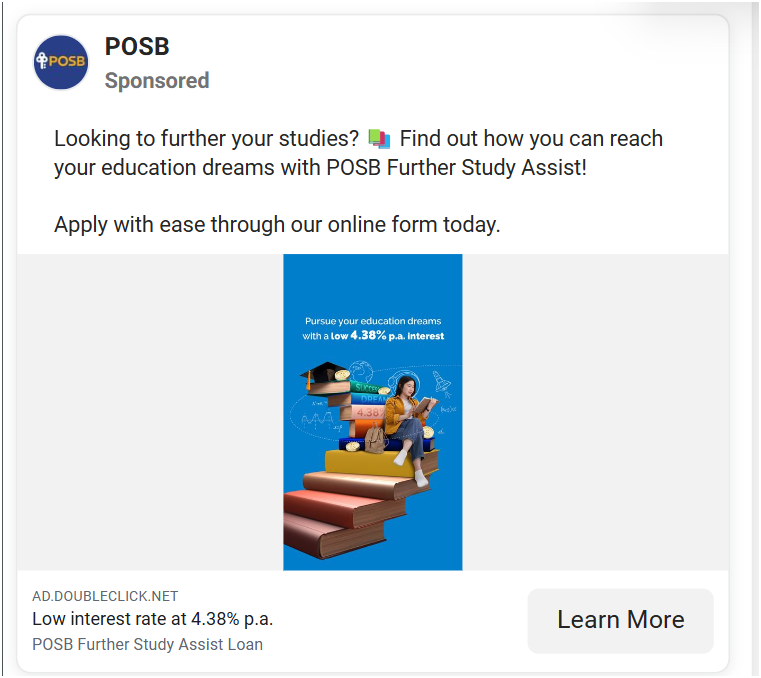 POSB
POSB
Sponsored
Looking to further your studies? 📚 Find out how you can reach
your education dreams with POSB Further Study Assist!
Apply with ease through our online form today.
Pursue your education dreams
with a low 4.38% p.a. interest
SUCCESS
DREAM
4.38
AD.DOUBLECLICK.NET
Low interest rate at 4.38% p.a.
POSB Further Study Assist Loan
Learn More